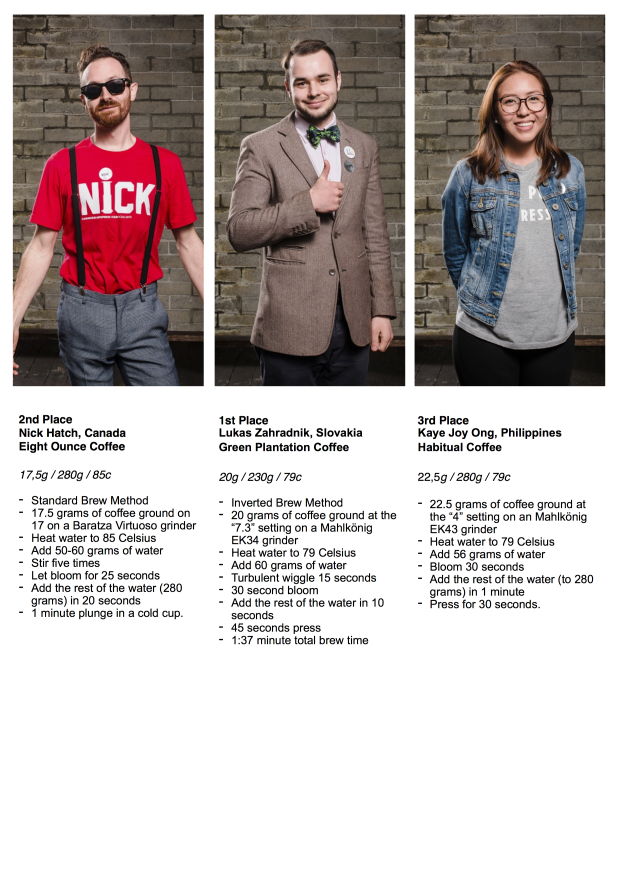 NiCK
P
RESS
2nd Place
Nick Hatch, Canada
Eight Ounce Coffee
17,5g / 280g / 85c
- Standard Brew Method
- 17.5 grams of coffee ground on
17 on a Baratza Virtuoso grinder
- Heat water to 85 Celsius
- Add 50-60 grams of water
- Stir five times
- Let bloom for 25 seconds
- Add the rest of the water (280
grams) in 20 seconds
- 1 minute plunge in a cold cup.
1st Place
Lukas Zahradnik, Slovakia
Green Plantation Coffee
20g / 230g / 79c
- Inverted Brew Method
- 20 grams of coffee ground at the
“7.3” setting on a Mahlkönig
EK34 grinder
- Heat water to 79 Celsius
- Add 60 grams of water
- Turbulent wiggle 15 seconds
- 30 second bloom
- Add the rest of the water in 10
seconds
- 45 seconds press
- 1:37 minute total brew time
3rd Place
Kaye Joy Ong, Philippines
Habitual Coffee
22,5g / 280g / 79c
- 22.5 grams of coffee ground at
the “4” setting on an Mahlkönig
EK43 grinder
- Heat water to 79 Celsius
- Add 56 grams of water
- Bloom 30 seconds
- Add the rest of the water (to 280
grams) in 1 minute
- Press for 30 seconds.